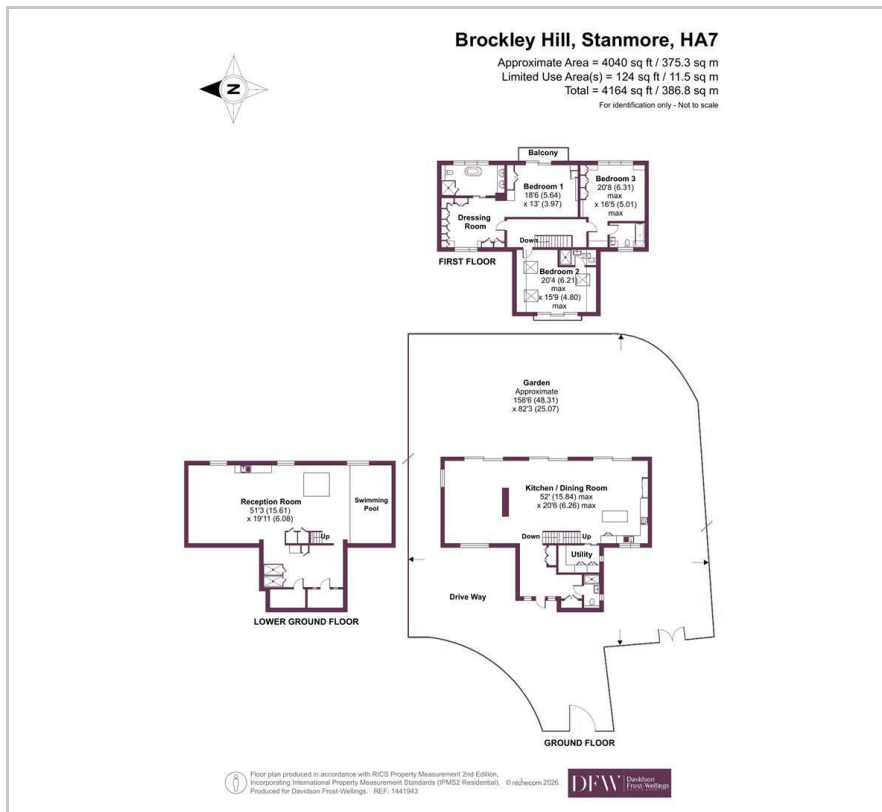 Brockley Hill, Stanmore, HA7
Approximate Area = 4040 sq ft / 375.3 sq m
Limited Use Area(s) = 124 sq ft / 11.5 sq m
Total = 4164 sq ft / 386.8 sq m
For identification only - Not to scale
N
Balcony
Bedroom 1
18'6 (5.64)
x 13' (3.97)
Bedroom 3
20'8 (6.31)
max
x 16'5 (5.01)
max
Dressing
Room
Down
FIRST FLOOR
Bedroom 2
20'4 (6.21)
max
x 15'9 (4.80)
max
Garden
Approximate
158'6 (48.31)
x 82'3 (25.07)
Reception Room
51'3 (15.61)
x 19'11 (6.08)
Swimming
Pool
Up
LOWER GROUND FLOOR
Kitchen / Dining Room
52' (15.84) max
x 20'6 (6.26) max
Down
Up
Utility
Drive Way
GROUND FLOOR
Floor plan produced in accordance with RICS Property Measurement 2nd Edition,
Incorporating International Property Measurement Standards (IPMS2 Residential). © nichecom 2026.
Produced for Davidson Frost-Wellings. REF: 1441943
DFW
Davidson
Frost-Wellings